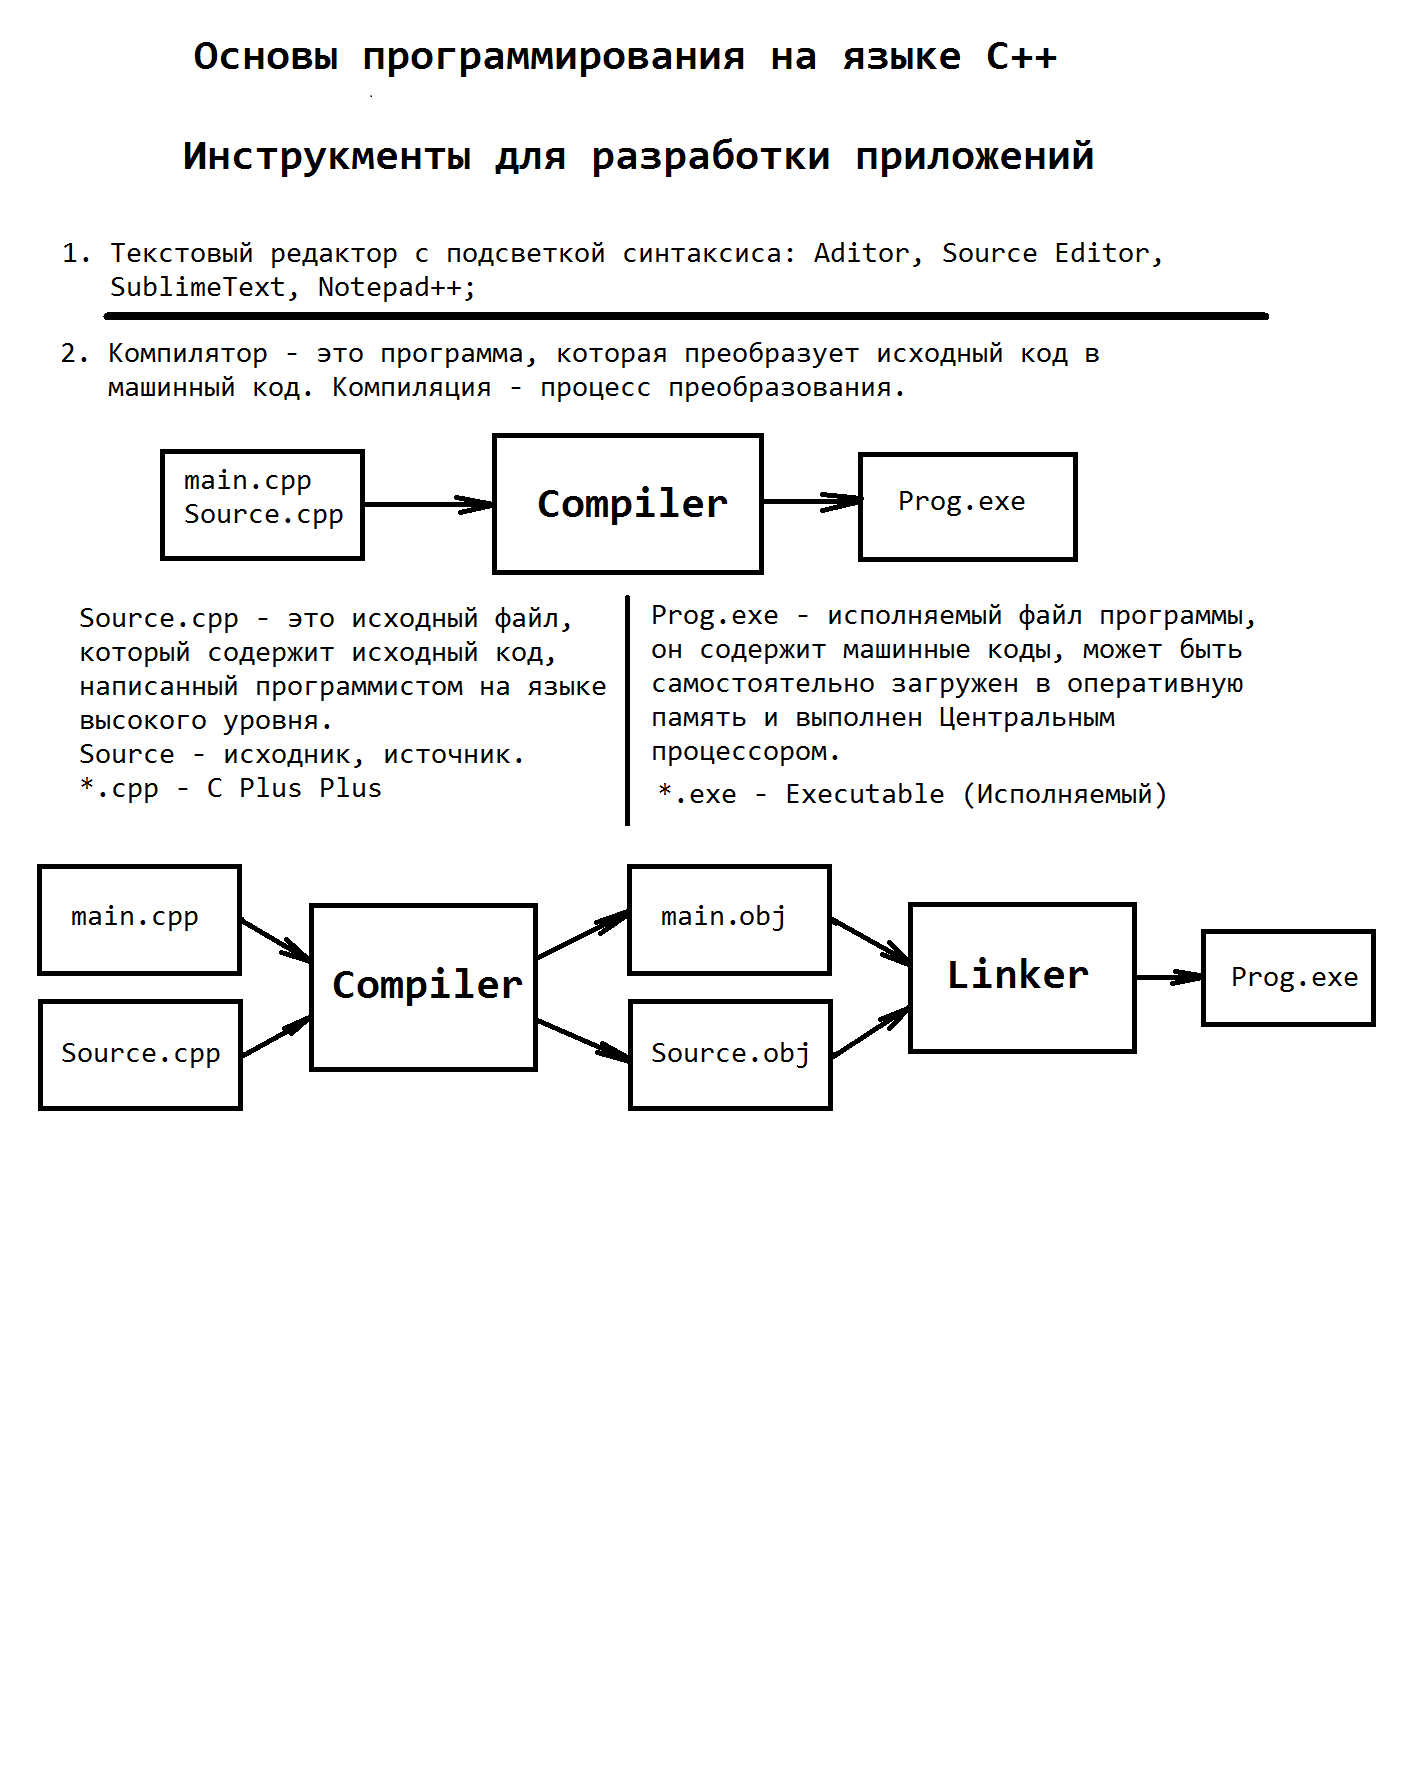 Основы программирования на языке C++
Инструкменты для разработки приложений
1. Текстовый редактор с подсветкой синтаксиса: Aditor, Source Editor,
SublimeText, Notepad++;
2. Компилятор - это программа, которая преобразует исходный код в
машинный код. Компиляция - процесс преобразования.
main.cpp
Source.cpp
Compiler
Prog.exe
Source.cpp - это исходный файл,
который содержит исходный код,
написанный программистом на языке
высокого уровня.
Source - исходник, источник.
*.cpp - C Plus Plus
Prog.exe - исполняемый файл программы,
он содержит машинные коды, может быть
самостоятельно загружен в оперативную
память и выполнен Центральным
процессором.
*.exe - Executable (Исполняемый)
main.cpp
Source.cpp
Compiler
main.obj
Source.obj
Linker
Prog.exe